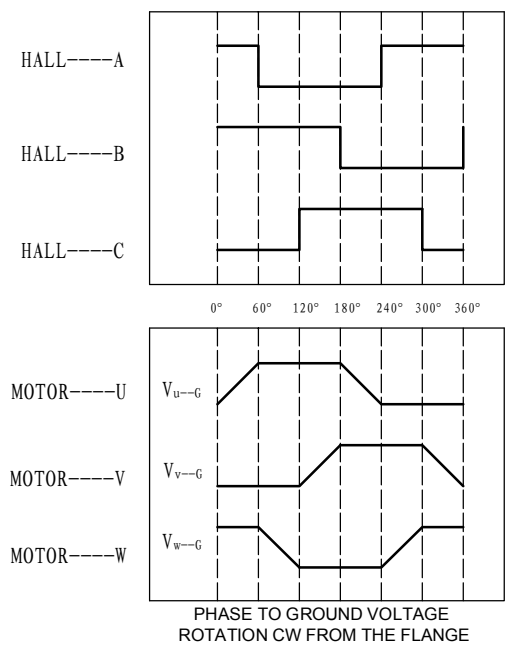 HALL----A
HALL----B
HALL----C
0° 60° 120° 180° 240° 300° 360°
MOTOR----U Vu--G
MOTOR----V Vv--G
MOTOR----W Vw--G
PHASE TO GROUND VOLTAGE
ROTATION CW FROM THE FLANGE